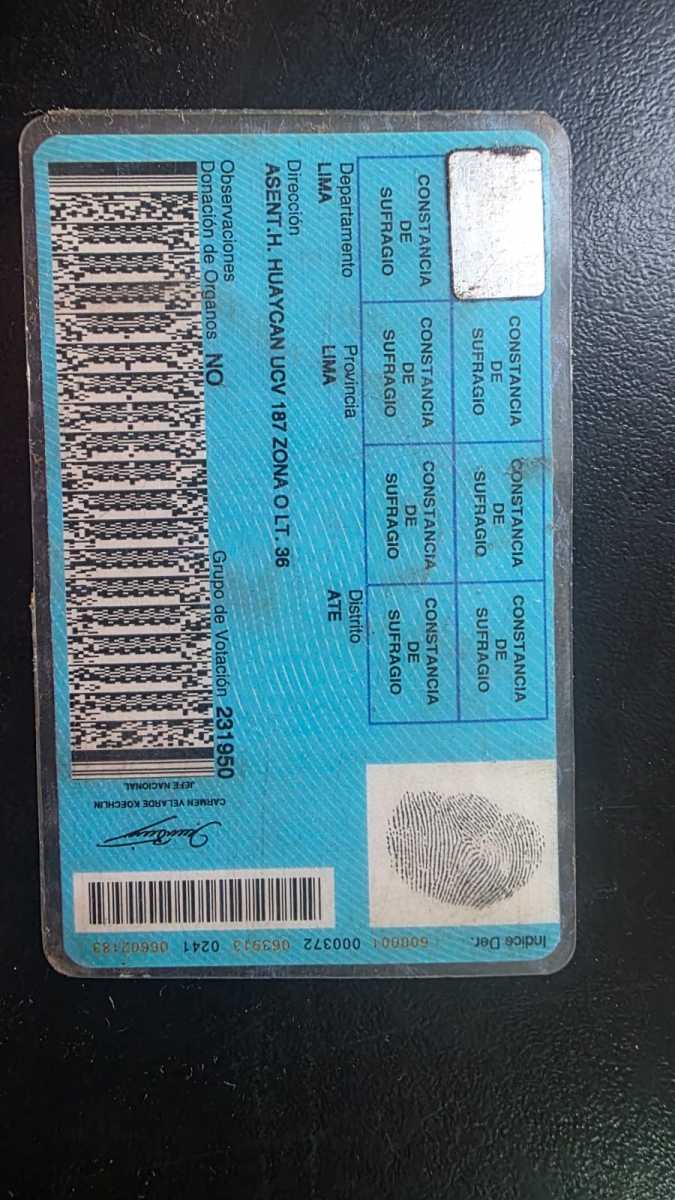 CONSTANCIA
DE
SUFRAGIO
CONSTANCIA
DE
SUFRAGIO
CONSTANCIA
DE
SUFRAGIO
CONSTANCIA
DE
SUFRAGIO
CONSTANCIA
DE
SUFRAGIO
CONSTANCIA
DE
SUFRAGIO
CONSTANCIA
DE
SUFRAGIO
Departamento Provincia Distrito
LIMA LIMA ATE
Dirección
ASENT.H. HUAYCAN UCV 187 ZONA O LT. 36
Observaciones
Donación de Organos NO Grupo de Votación 231950
Indice Der.
CARMEN VELARDE KOECHLIN
JEFE NACIONAL
000372 063913 0241 06602183